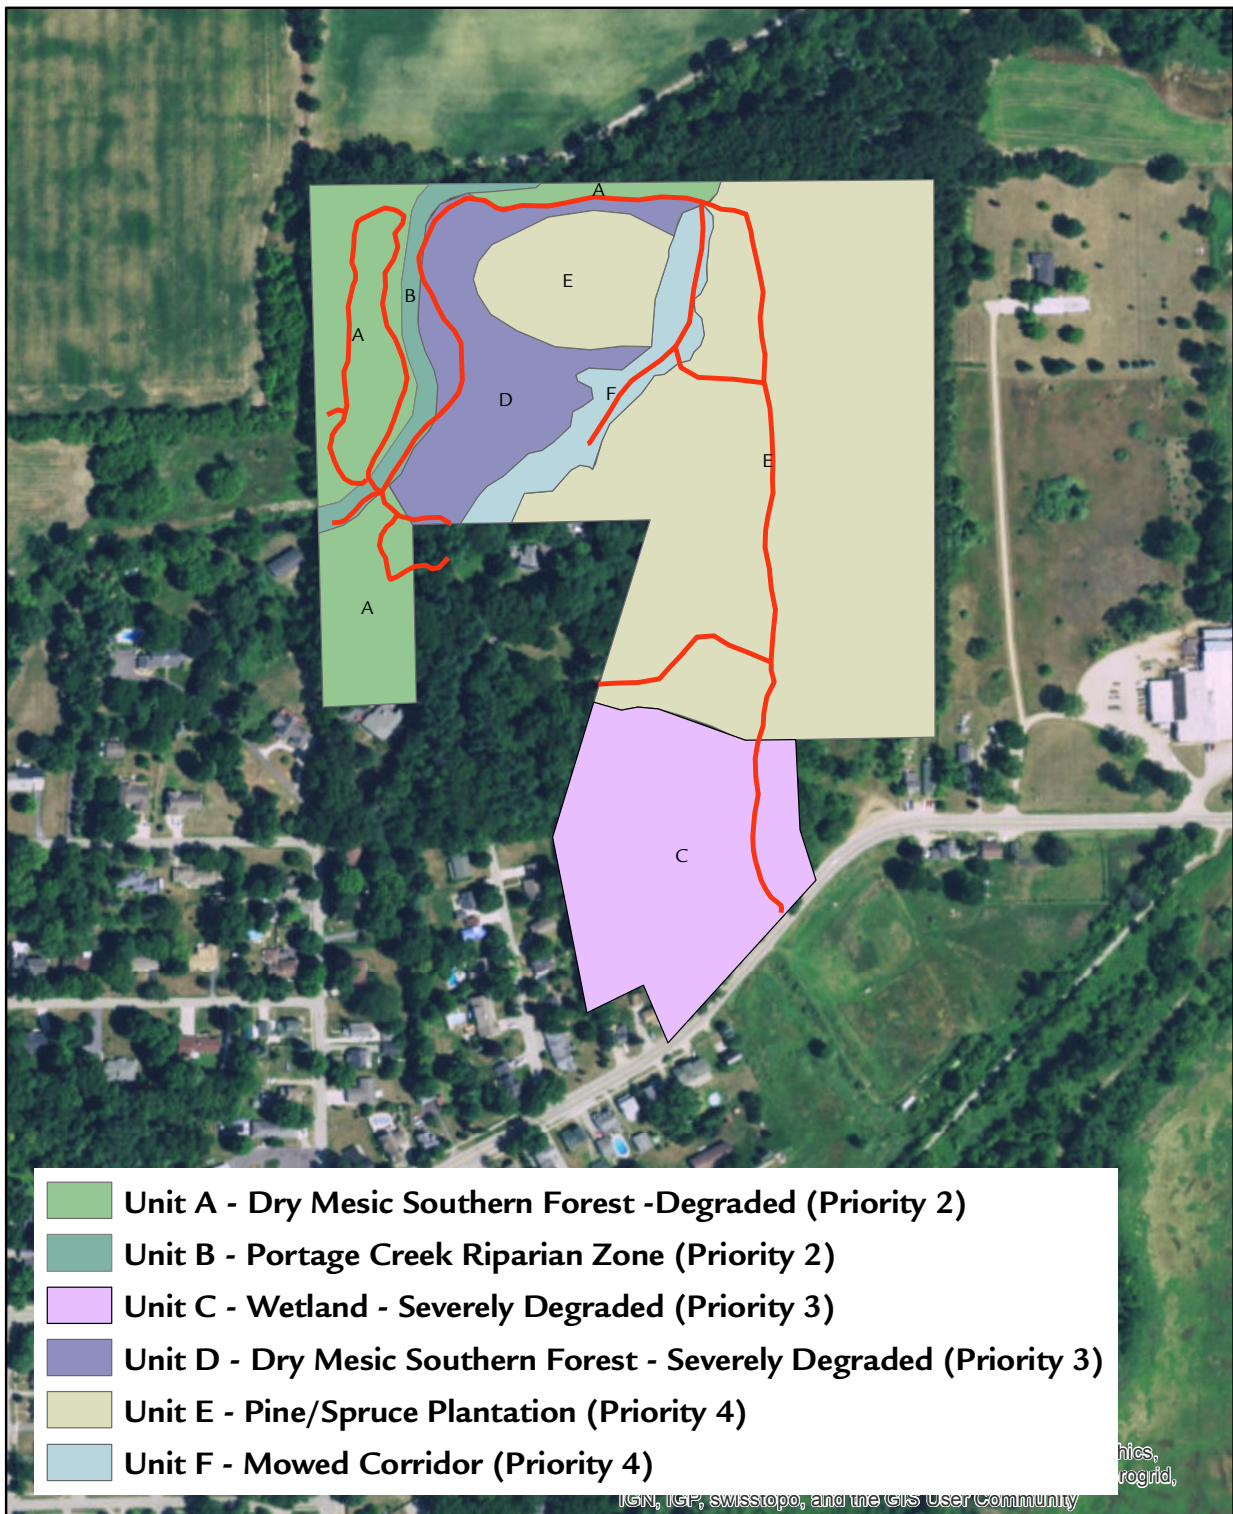 A
E
B
A
D
F
E
A
C
Unit A - Dry Mesic Southern Forest -Degraded (Priority 2)
Unit B - Portage Creek Riparian Zone (Priority 2)
Unit C - Wetland - Severely Degraded (Priority 3)
Unit D - Dry Mesic Southern Forest - Severely Degraded (Priority 3)
Unit E - Pine/Spruce Plantation (Priority 4)
Unit F - Mowed Corridor (Priority 4)
IGN, IGP, swisstopo, and the GIS User Community